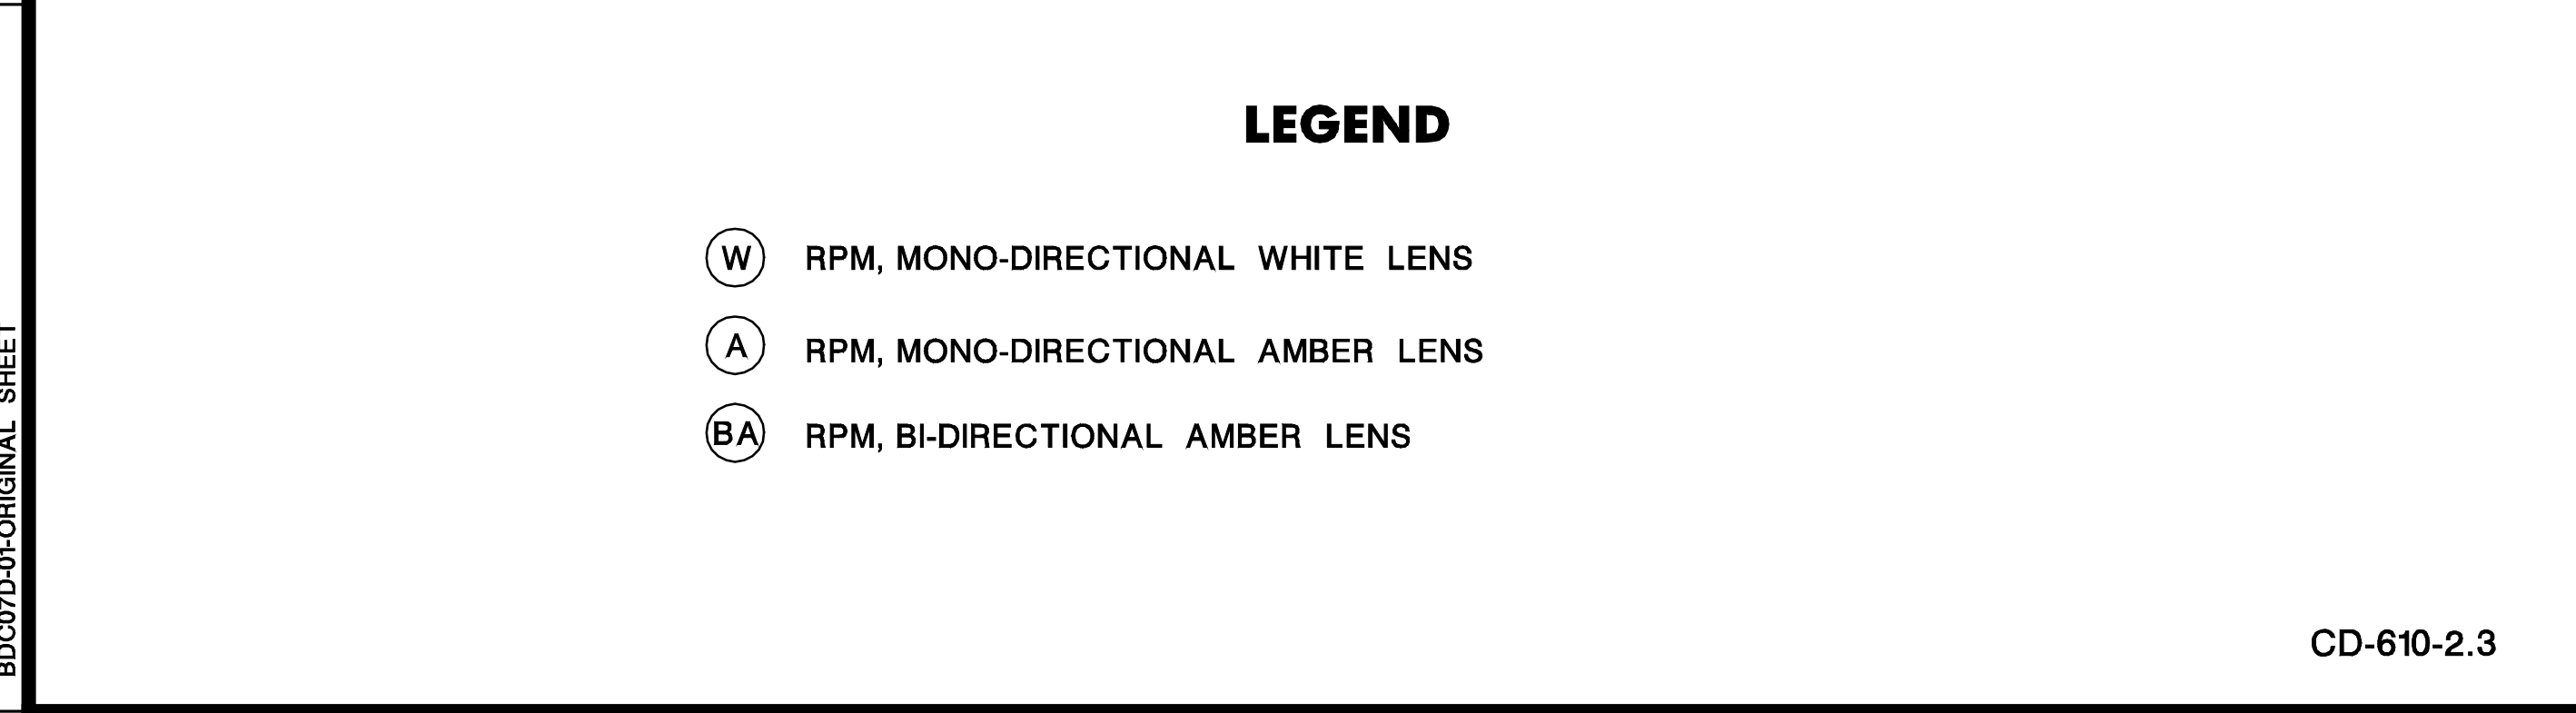 LEGEND
W RPM, MONO-DIRECTIONAL WHITE LENS
A RPM, MONO-DIRECTIONAL AMBER LENS
BA RPM, BI-DIRECTIONAL AMBER LENS
CD-610-2.3
BDC07D-01-ORIGINAL SHEET